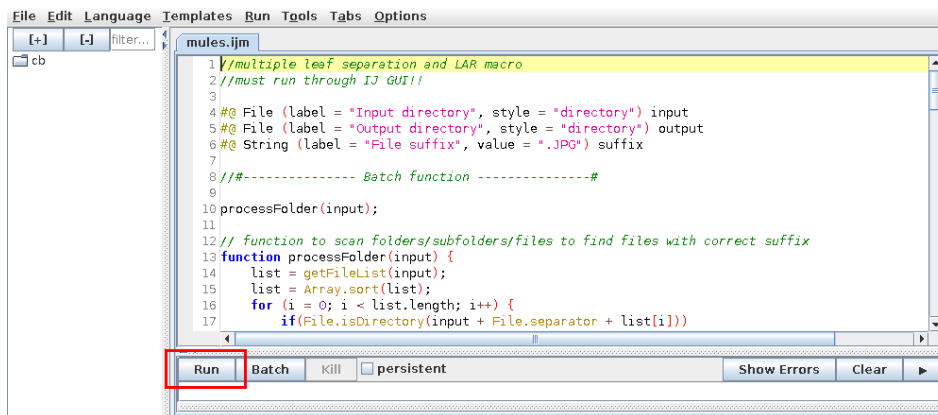 File Edit Language Templates Run Tools Tabs Options
[+] [-] filter...
mules.ijm
cb
1 //multiple leaf separation and LAR macro
2 //must run through IJ GUI!!
3
4 #@ File (label = "Input directory", style = "directory") input
5 #@ File (label = "Output directory", style = "directory") output
6 #@ String (label = "File suffix", value = ".JPG") suffix
7
8 //#--------------- Batch function ---------------#
9
10 processFolder(input);
11
12 // function to scan folders/subfolders/files to find files with correct suffix
13 function processFolder(input) {
14 list = getFileList(input);
15 list = Array.sort(list);
16 for (i = 0; i < list.length; i++) {
17 if(File.isDirectory(input + File.separator + list[i]))
Run Batch Kill persistent Show Errors Clear